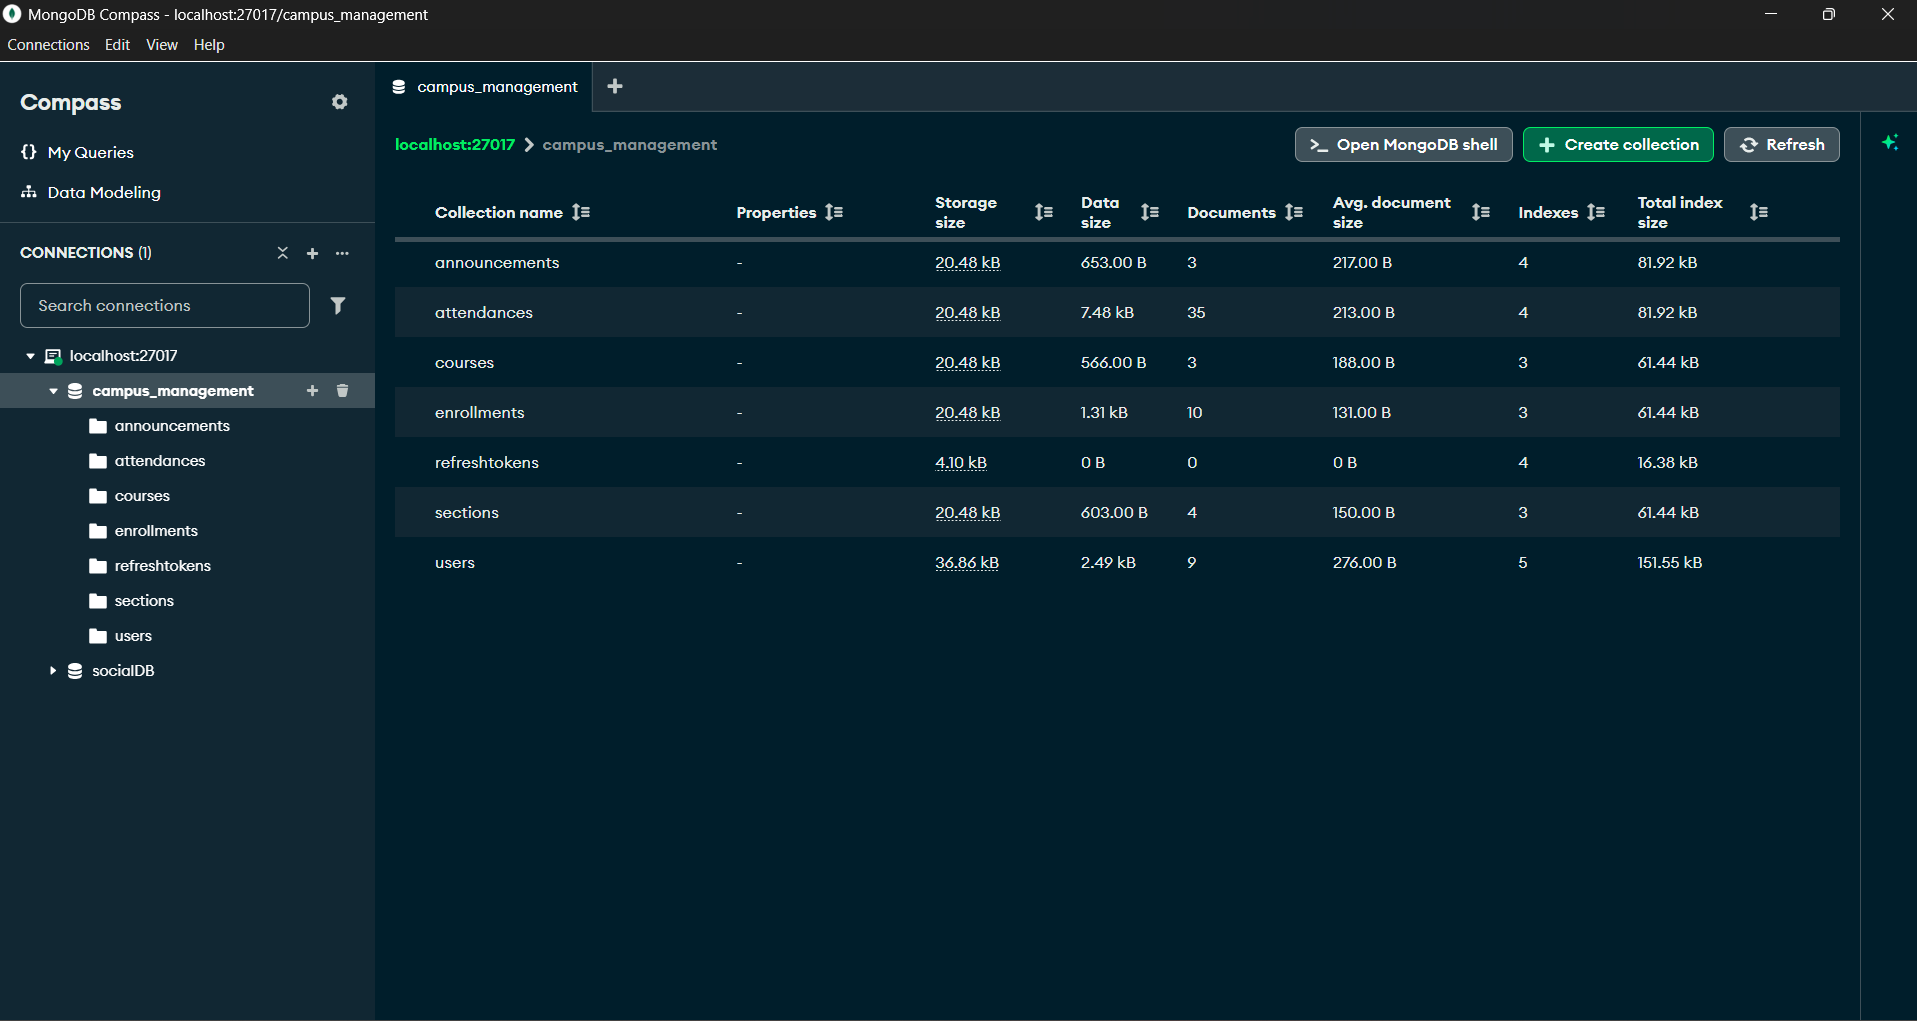 MongoDB Compass - localhost:27017/campus_management
Connections Edit View Help
Compass
My Queries
Data Modeling
CONNECTIONS (1)
Search connections
localhost:27017
campus_management
announcements
attendances
courses
enrollments
refreshtokens
sections
users
socialDB
campus_management
localhost:27017 campus_management
>_ Open MongoDB shell Create collection Refresh
Collection name Properties Storage size Data size Documents Avg. document size Indexes Total index size
announcements - 20.48 kB 653.00 B 3 217.00 B 4 81.92 kB
attendances - 20.48 kB 7.48 kB 35 213.00 B 4 81.92 kB
courses - 20.48 kB 566.00 B 3 188.00 B 3 61.44 kB
enrollments - 20.48 kB 1.31 kB 10 131.00 B 3 61.44 kB
refreshtokens - 4.10 kB 0 B 0 0 B 4 16.38 kB
sections - 20.48 kB 603.00 B 4 150.00 B 3 61.44 kB
users - 36.86 kB 2.49 kB 9 276.00 B 5 151.55 kB